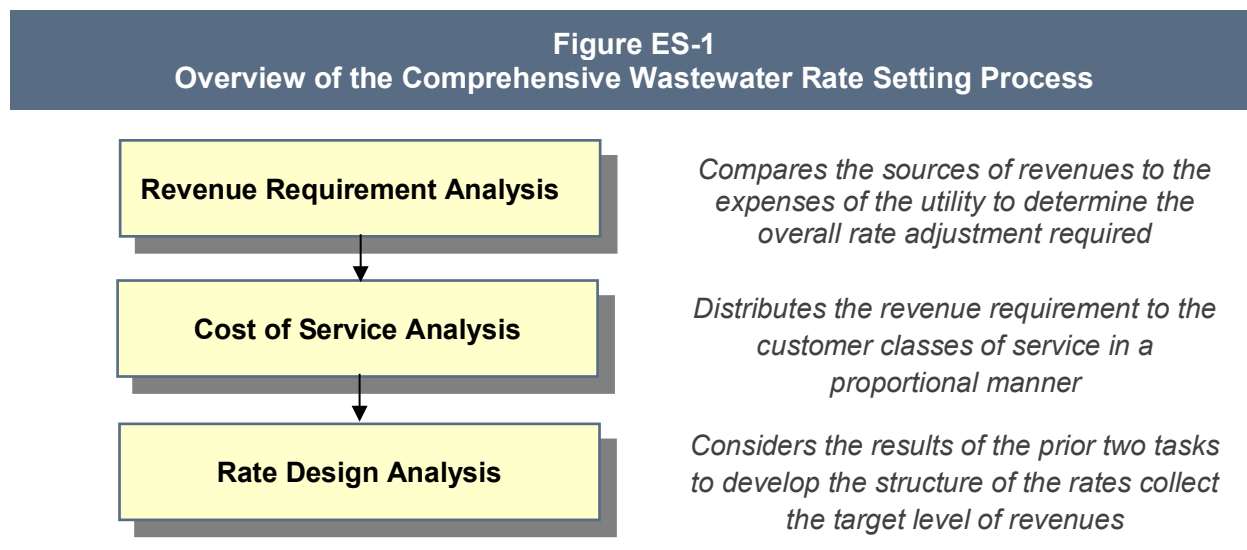 Figure ES-1
Overview of the Comprehensive Wastewater Rate Setting Process
Revenue Requirement Analysis
Compares the sources of revenues to the
expenses of the utility to determine the
overall rate adjustment required
Cost of Service Analysis
Distributes the revenue requirement to the
customer classes of service in a
proportional manner
Rate Design Analysis
Considers the results of the prior two tasks
to develop the structure of the rates collect
the target level of revenues